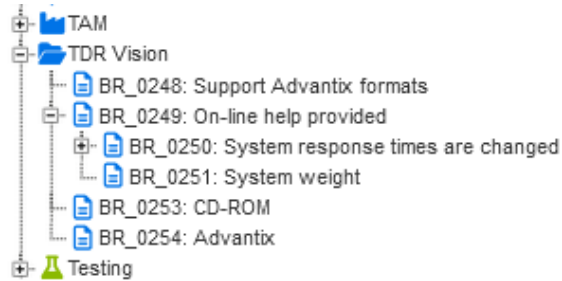 TAM
TDR Vision
BR_0248: Support Advantix formats
BR_0249: On-line help provided
BR_0250: System response times are changed
BR_0251: System weight
BR_0253: CD-ROM
BR_0254: Advantix
Testing